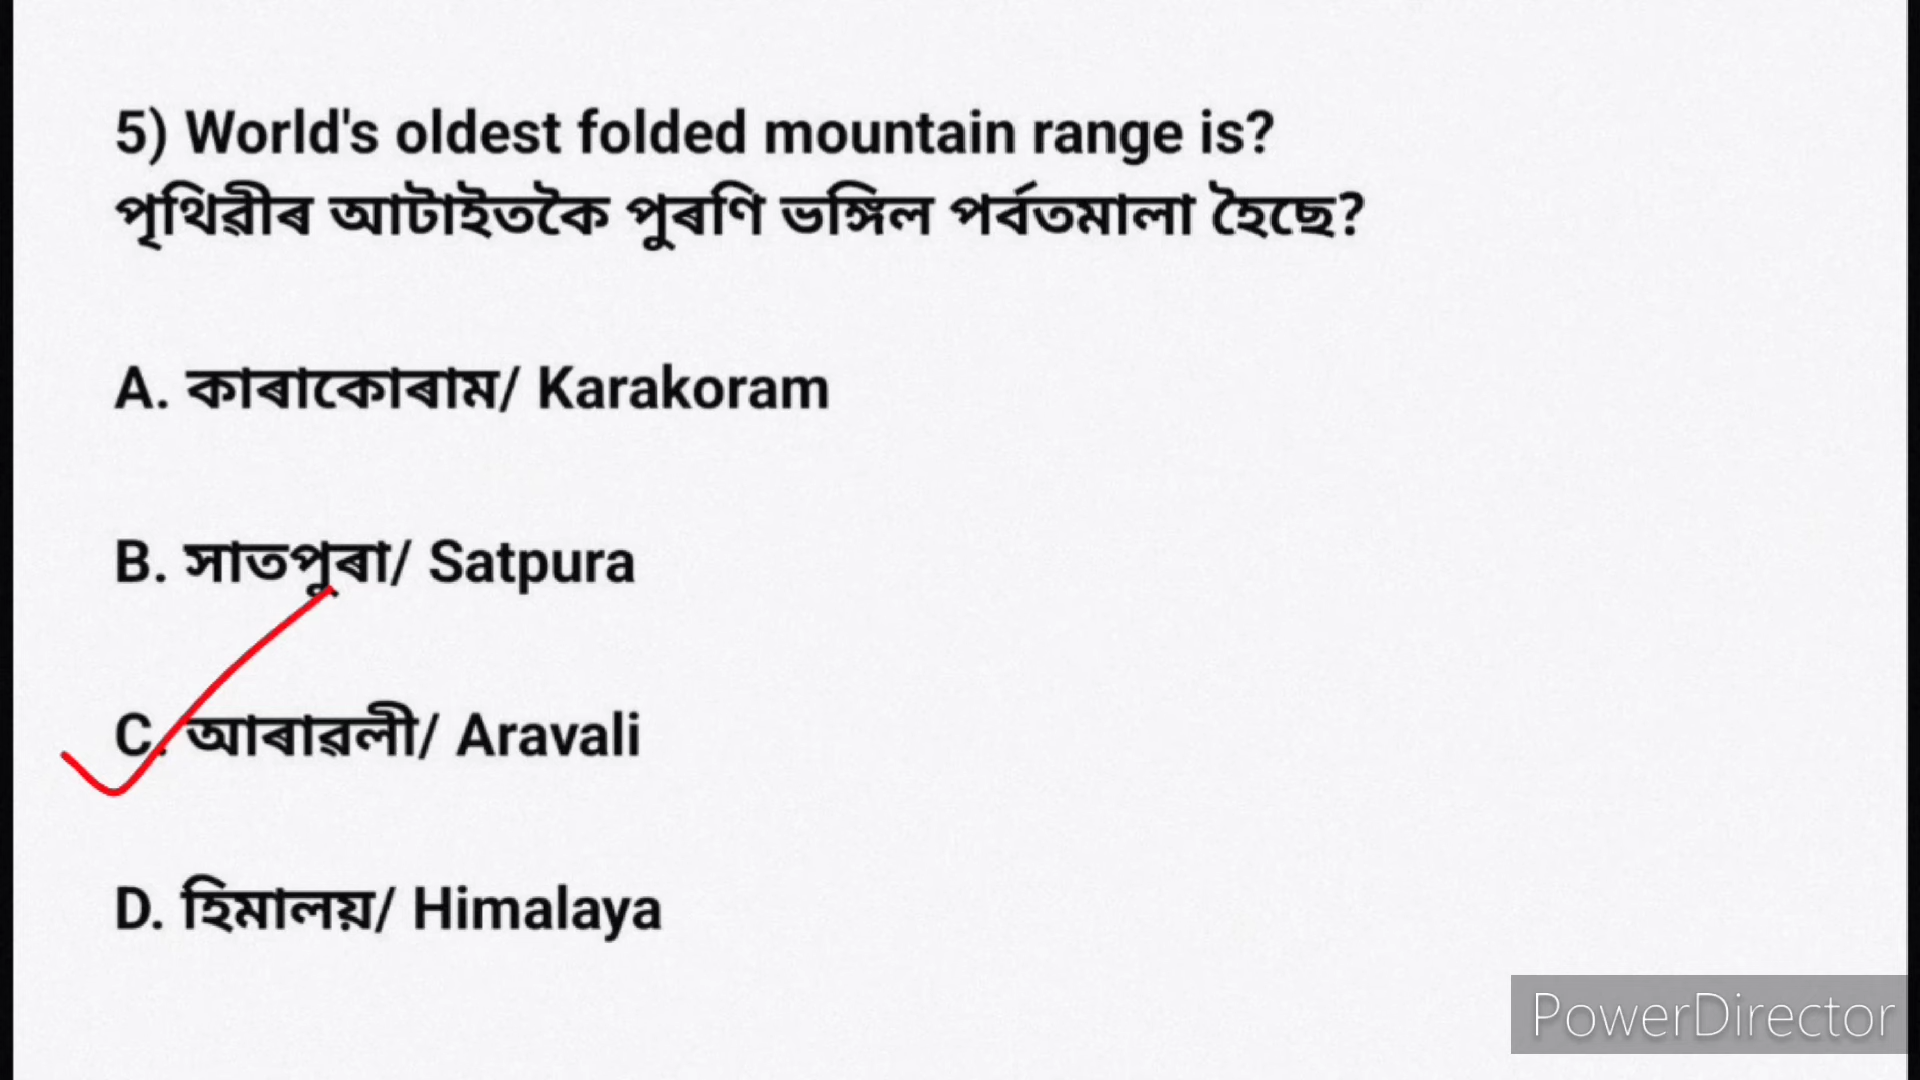 5) World's oldest folded mountain range is?
পৃথিৱীৰ আটাইতকৈ পুৰণি ভঙ্গিল পৰ্বতমালা হৈছে?
A. কাৰাকোৰাম/ Karakoram
B. সাতপুৰা/ Satpura
C. আৰাৱলী/ Aravali
D. হিমালয়/ Himalaya
PowerDirector